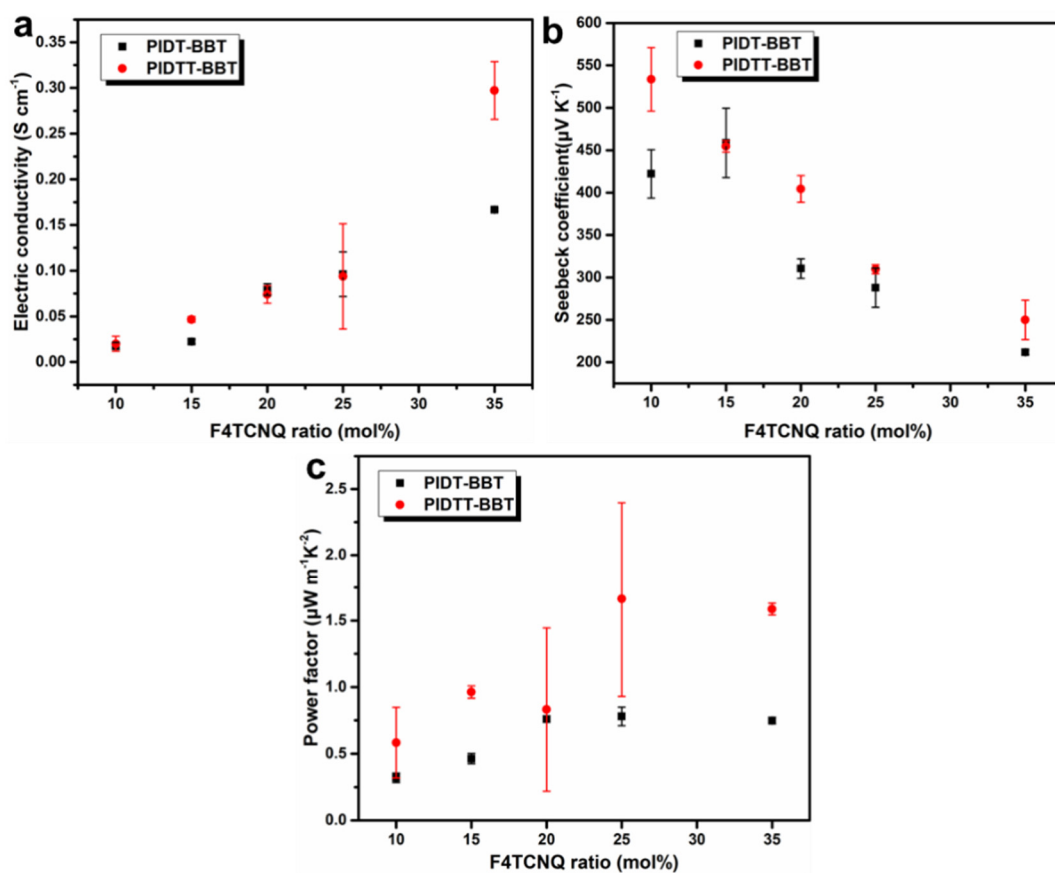 a
PIDT-BBT
PIDTT-BBT
Electric conductivity (S cm⁻¹)
0.35
0.30
0.25
0.20
0.15
0.10
0.05
0.00
10 15 20 25 30 35
F4TCNQ ratio (mol%)
b
PIDT-BBT
PIDTT-BBT
Seebeck coefficient(µV K⁻¹)
600
550
500
450
400
350
300
250
200
10 15 20 25 30 35
F4TCNQ ratio (mol%)
c
PIDT-BBT
PIDTT-BBT
Power factor (µW m⁻¹K⁻²)
2.5
2.0
1.5
1.0
0.5
0.0
10 15 20 25 30 35
F4TCNQ ratio (mol%)